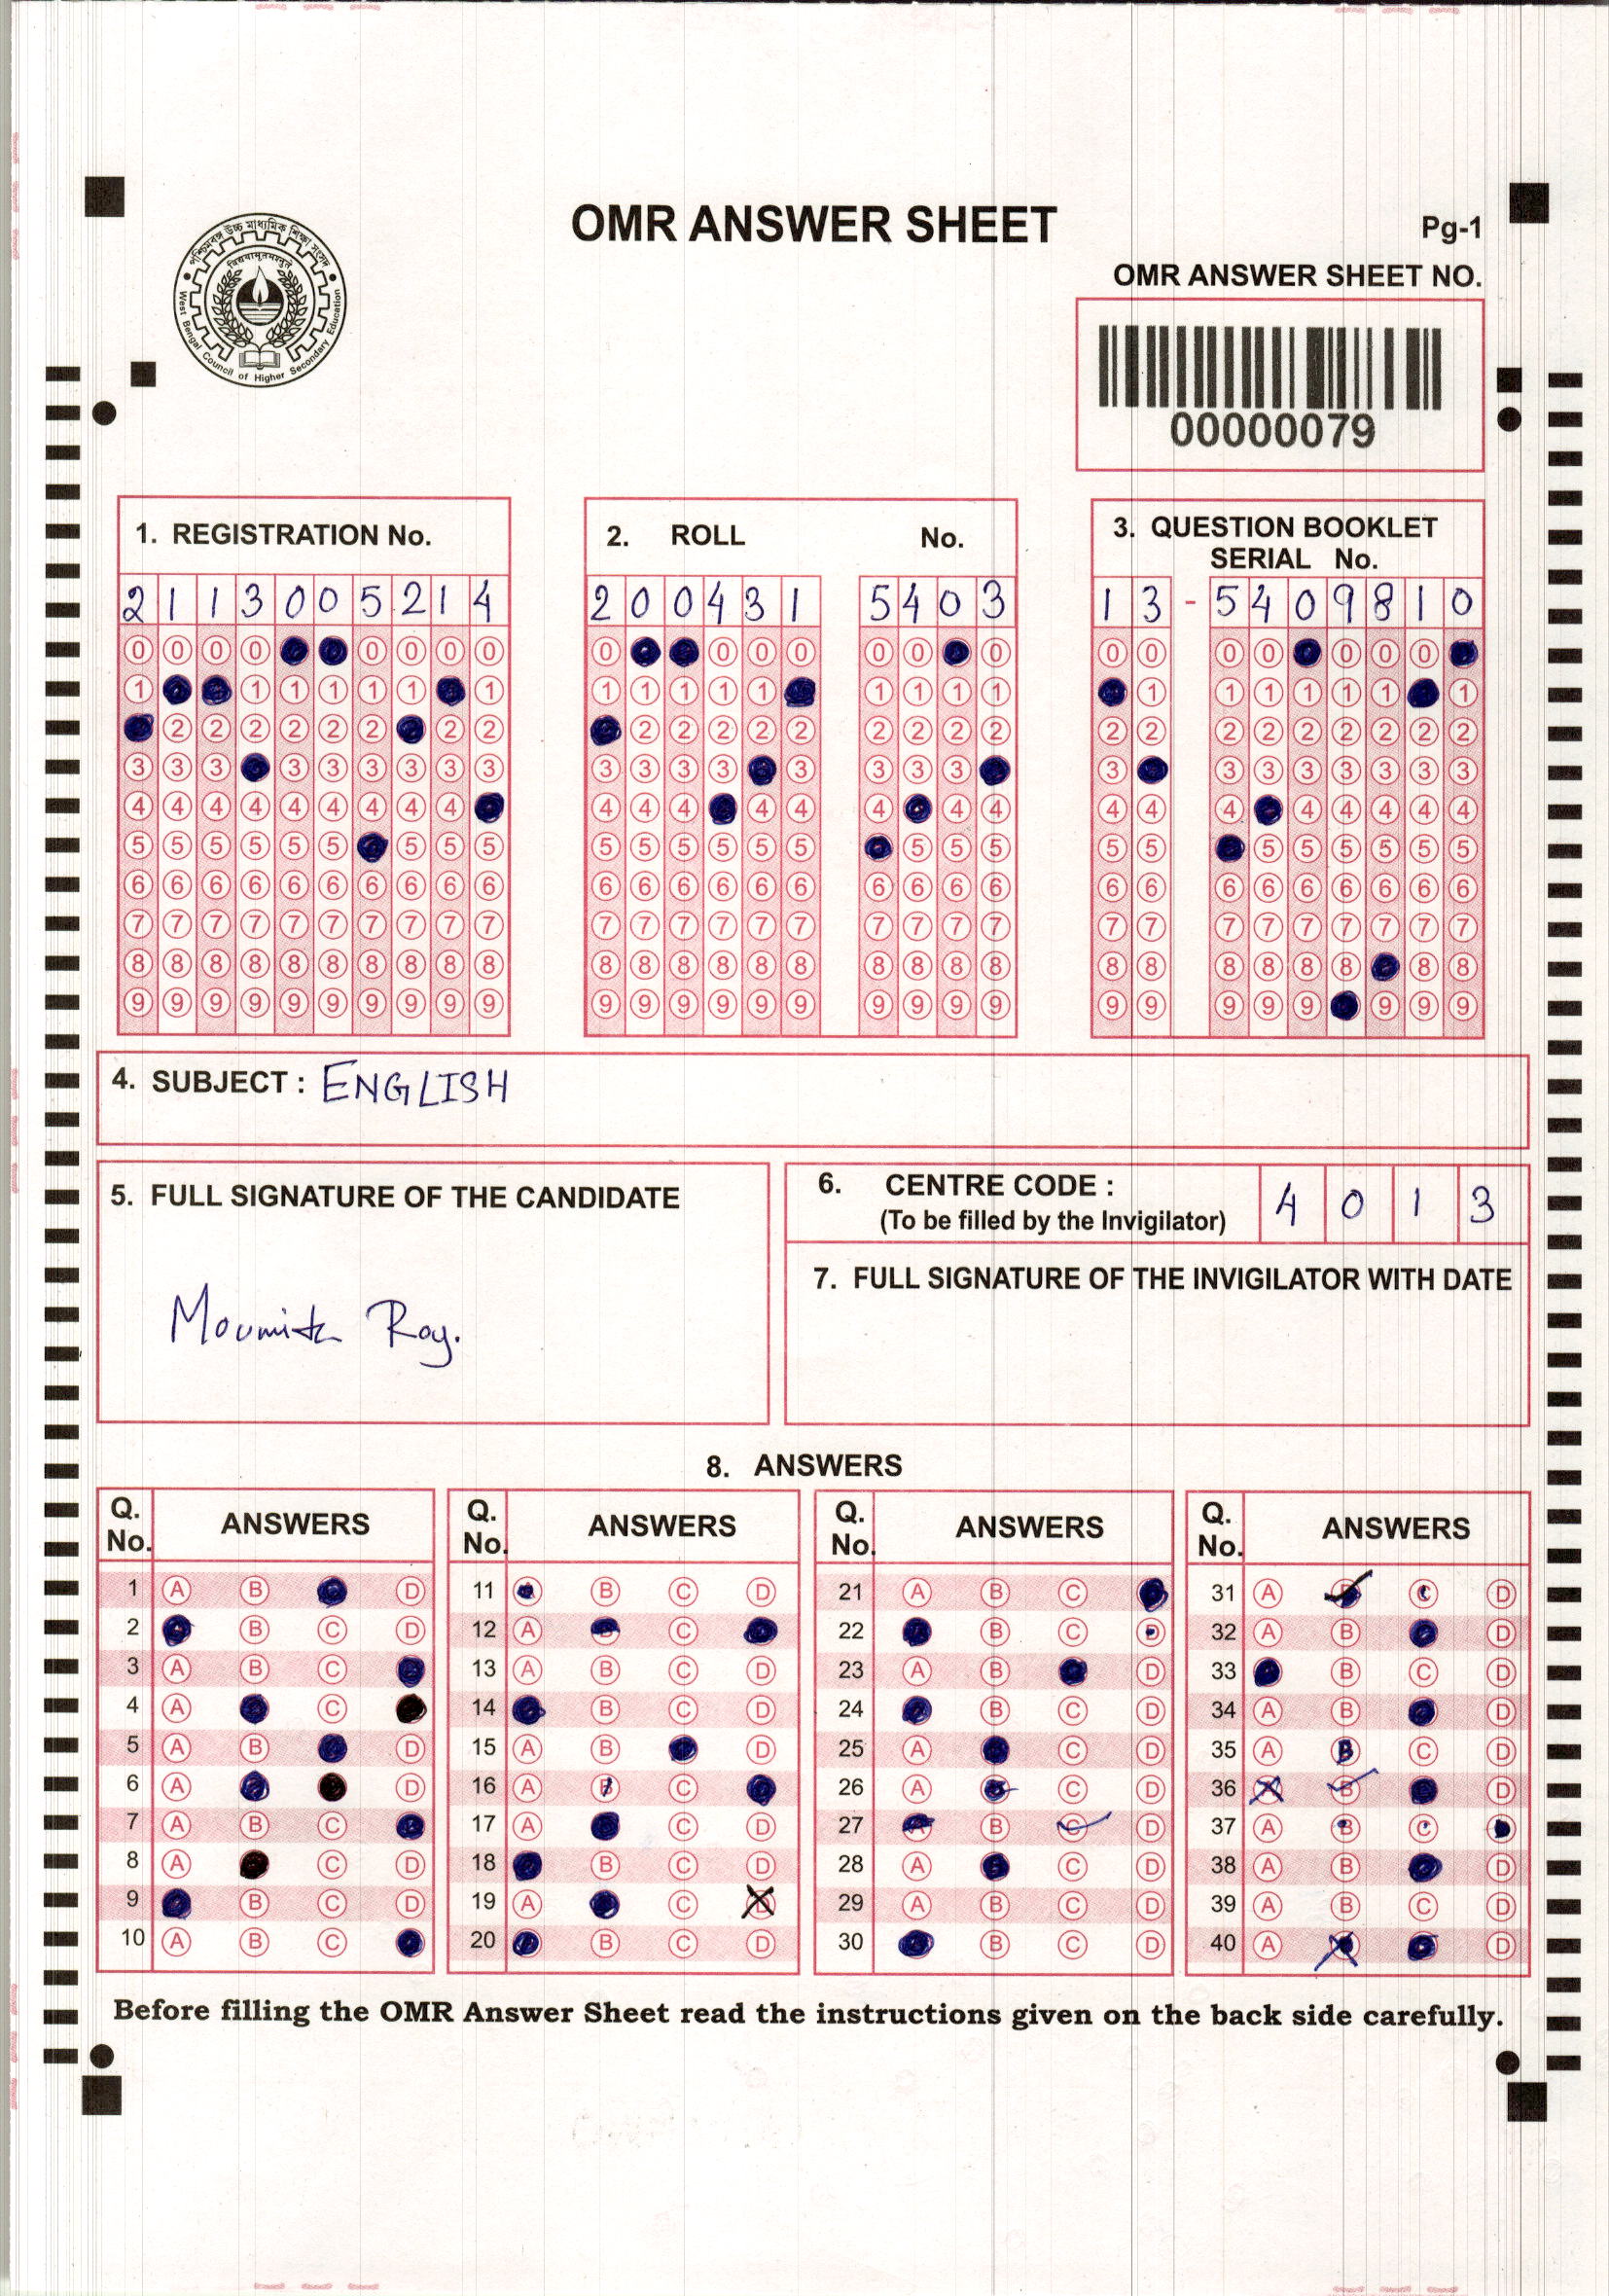 OMR ANSWER SHEET
Pg-1
OMR ANSWER SHEET NO.
00000079
পশ্চিমবঙ্গ উচ্চ মাধ্যমিক শিক্ষা সংসদ
West Bengal Council of Higher Secondary Education
1. REGISTRATION No.
2 1 1 3 0 0 5 2 1 4
2. ROLL No.
2 0 0 4 3 1 5 4 0 3
3. QUESTION BOOKLET
SERIAL No.
1 3 - 5 4 0 9 8 1 0
4. SUBJECT : ENGLISH
5. FULL SIGNATURE OF THE CANDIDATE
Moumita Roy.
6. CENTRE CODE : 4 0 1 3
(To be filled by the Invigilator)
7. FULL SIGNATURE OF THE INVIGILATOR WITH DATE
8. ANSWERS
Q. No. ANSWERS Q. No. ANSWERS Q. No. ANSWERS Q. No. ANSWERS
1 A B D 11 B C D 21 A B C 31 A C D
2 B C D 12 A B C 22 B C D 32 A B D
3 A B C 13 A B C D 23 A B D 33 B C D
4 A C 14 B C D 24 B C D 34 A B D
5 A B D 15 A B D 25 A C D 35 A B C D
6 A D 16 A B C 26 A C D 36 A B D
7 A B C 17 A C D 27 A B C D 37 A B C
8 A C D 18 B C D 28 A C D 38 A B D
9 B C D 19 A C D 29 A B C D 39 A B C D
10 A B C 20 B C D 30 B C D 40 A D
Before filling the OMR Answer Sheet read the instructions given on the back side carefully.